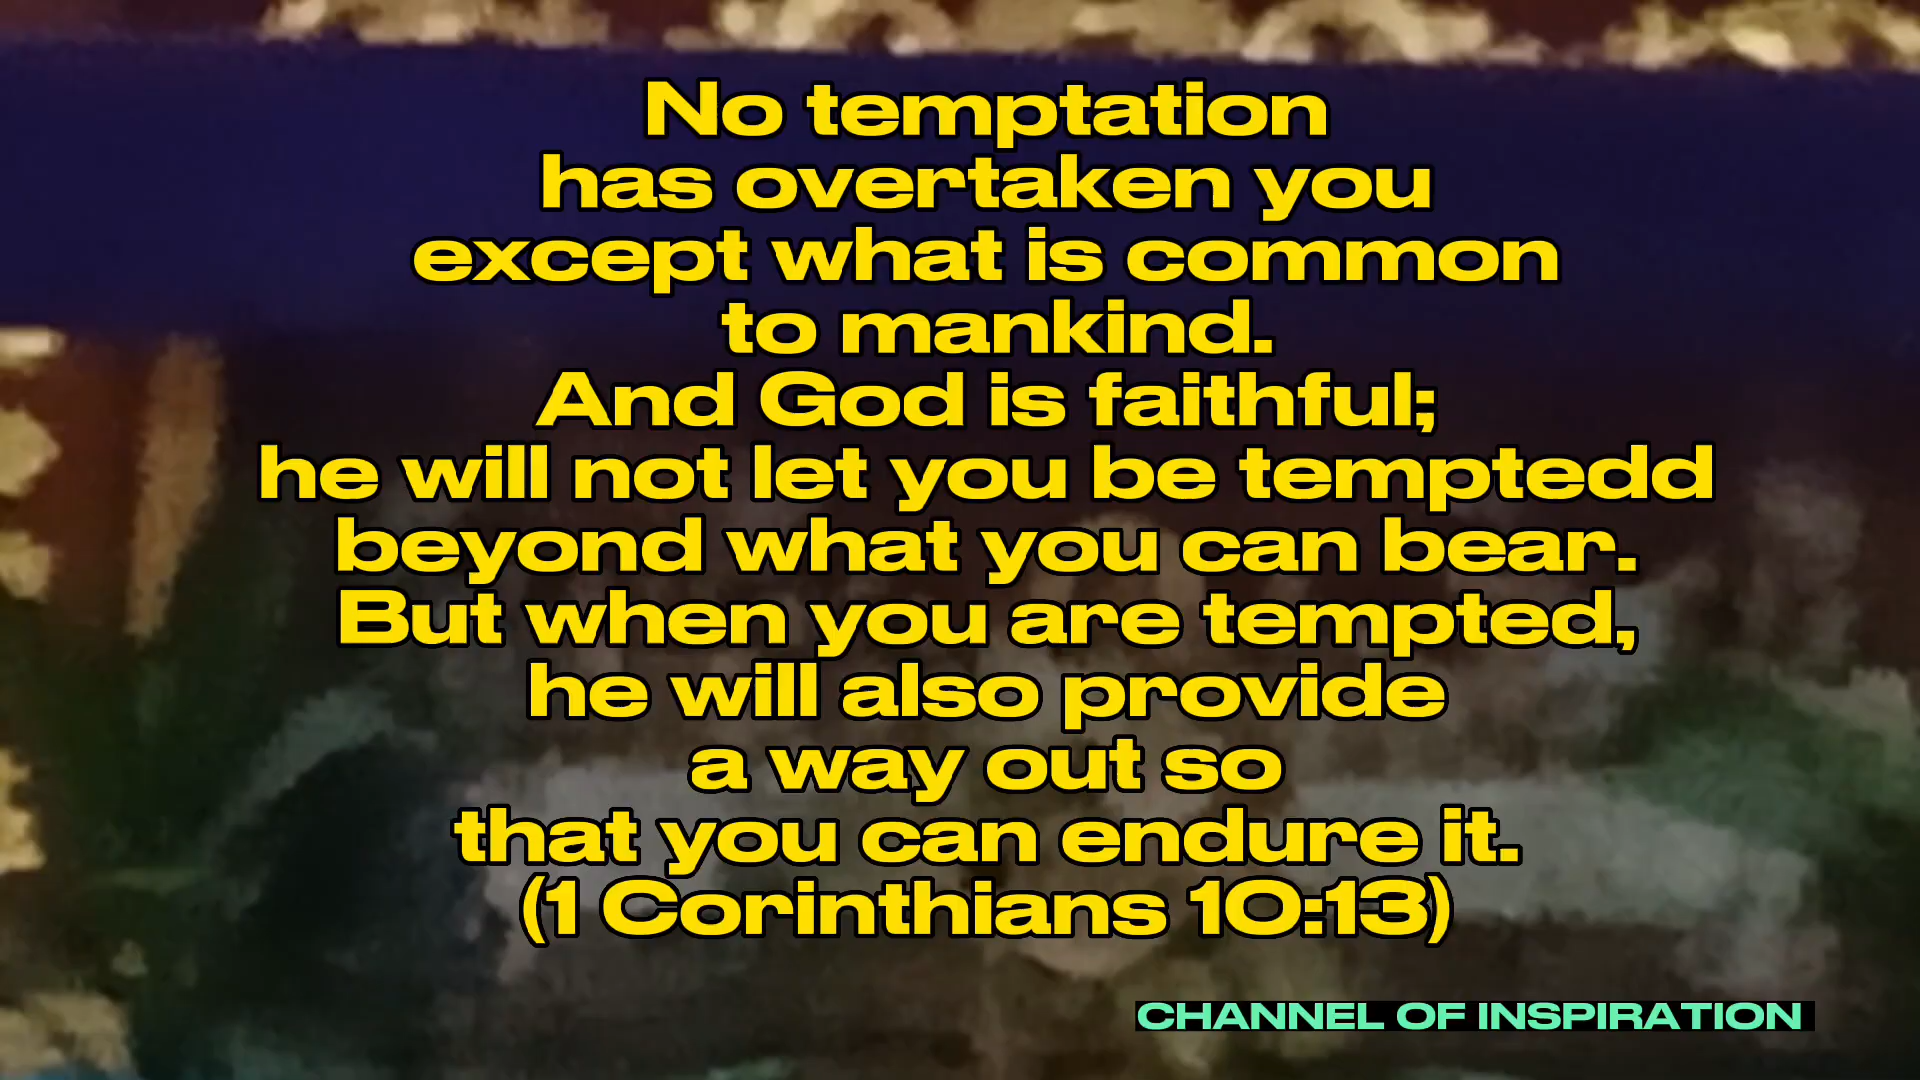 No temptation
has overtaken you
except what is common
to mankind.
And God is faithful;
he will not let you be temptedd
beyond what you can bear.
But when you are tempted,
he will also provide
a way out so
that you can endure it.
(1 Corinthians 10:13)
CHANNEL OF INSPIRATION